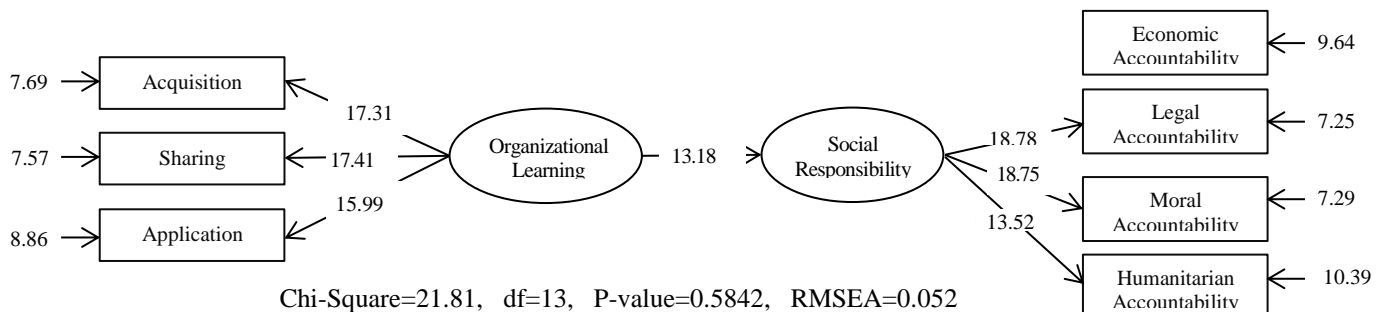 7.69
Acquisition
17.31
7.57
Sharing
17.41
8.86
Application
15.99
Organizational
Learning
13.18
Social
Responsibility
18.78
18.75
13.52
Economic
Accountability
9.64
Legal
Accountability
7.25
Moral
Accountability
7.29
Humanitarian
Accountability
10.39
Chi-Square=21.81, df=13, P-value=0.5842, RMSEA=0.052